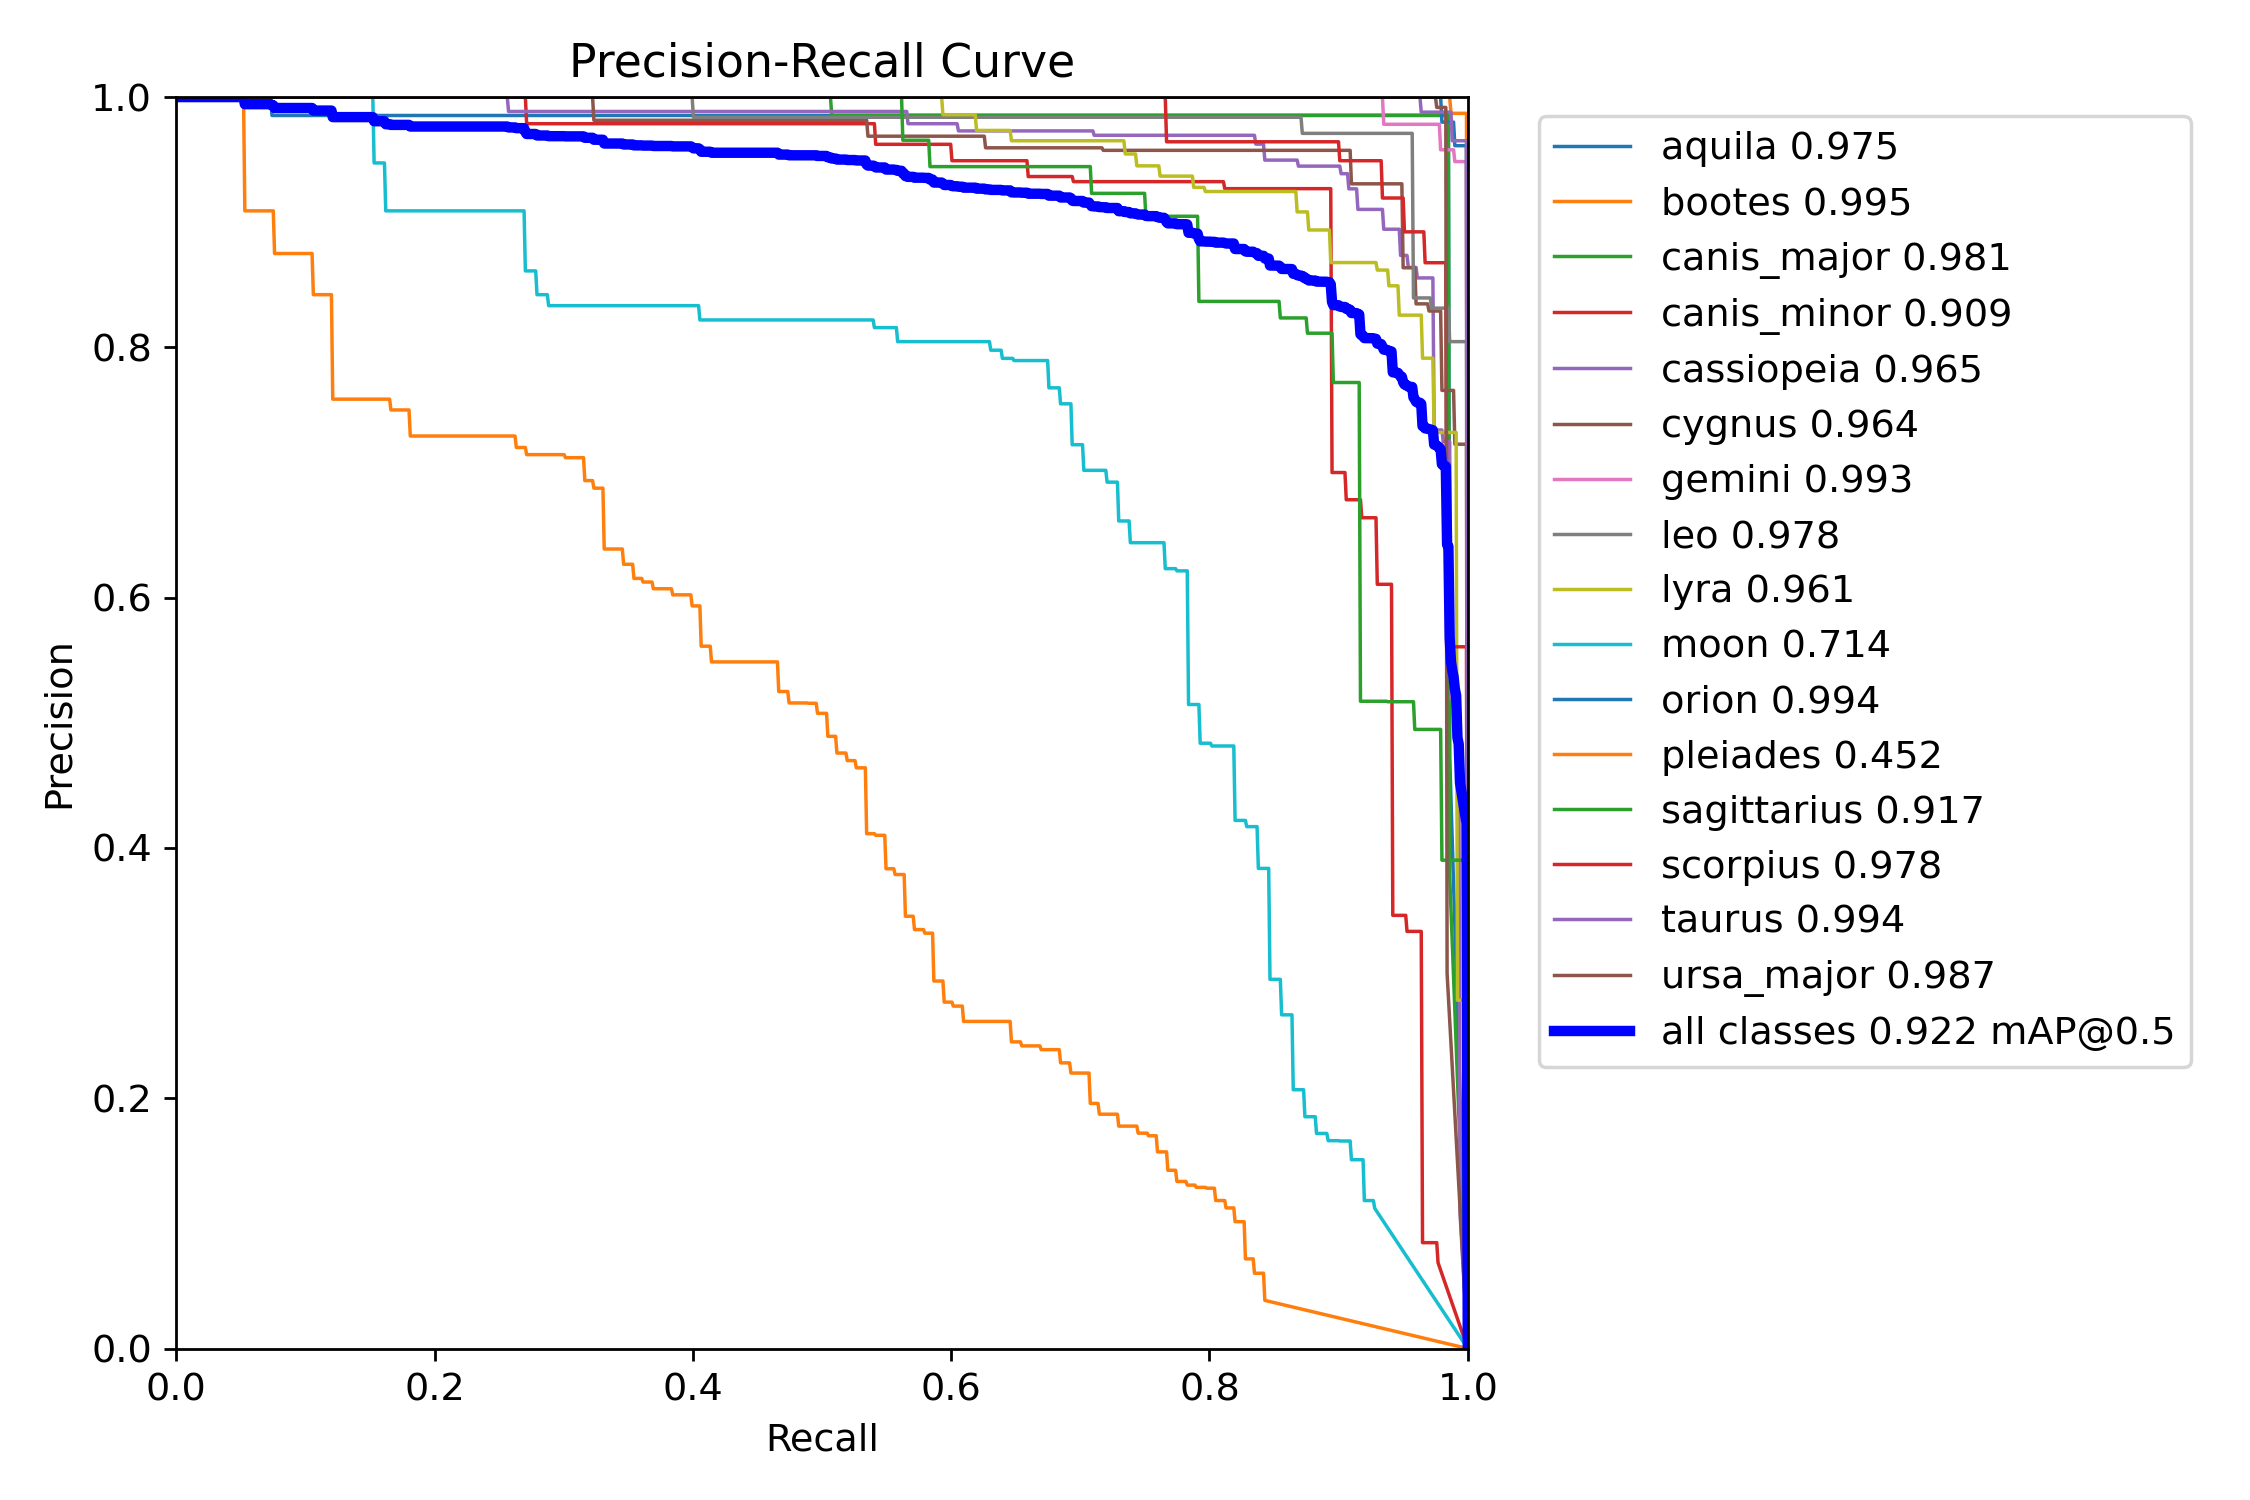 Precision-Recall Curve
1.0
0.8
0.6
0.4
0.2
0.0
Precision
0.0 0.2 0.4 0.6 0.8 1.0
Recall
aquila 0.975
bootes 0.995
canis_major 0.981
canis_minor 0.909
cassiopeia 0.965
cygnus 0.964
gemini 0.993
leo 0.978
lyra 0.961
moon 0.714
orion 0.994
pleiades 0.452
sagittarius 0.917
scorpius 0.978
taurus 0.994
ursa_major 0.987
all classes 0.922 mAP@0.5